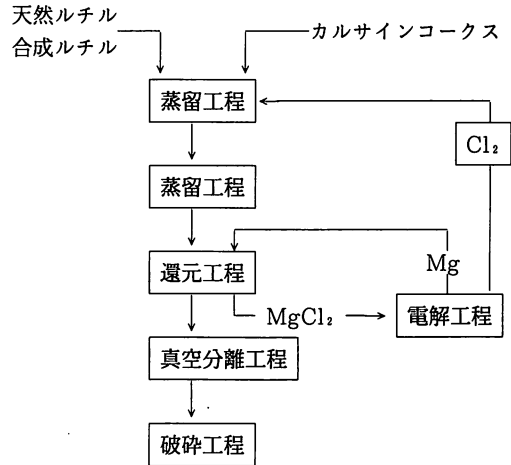 天然ルチル
合成ルチル
カルサインコークス
蒸留工程
Cl₂
蒸留工程
還元工程
Mg
MgCl₂
電解工程
真空分離工程
破砕工程